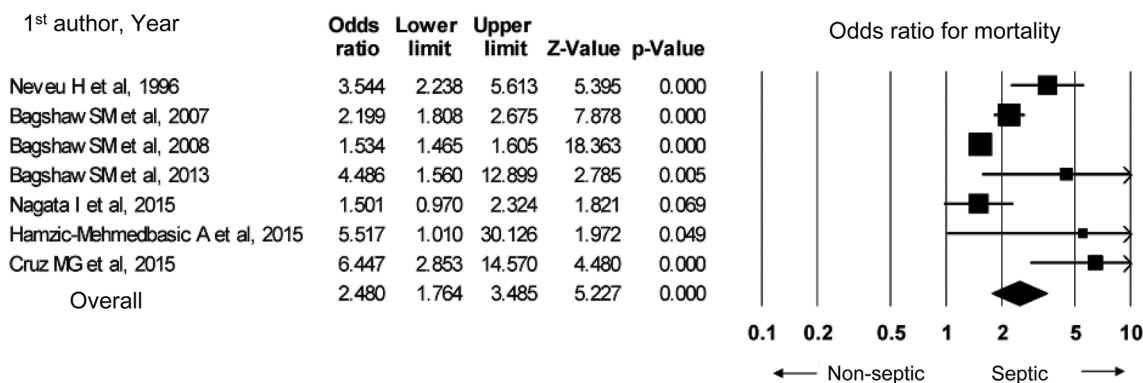 1st author, Year
Odds ratio Lower limit Upper limit Z-Value p-Value
Odds ratio for mortality
Neveu H et al, 1996 3.544 2.238 5.613 5.395 0.000
Bagshaw SM et al, 2007 2.199 1.808 2.675 7.878 0.000
Bagshaw SM et al, 2008 1.534 1.465 1.605 18.363 0.000
Bagshaw SM et al, 2013 4.486 1.560 12.899 2.785 0.005
Nagata I et al, 2015 1.501 0.970 2.324 1.821 0.069
Hamzic-Mehmedbasic A et al, 2015 5.517 1.010 30.126 1.972 0.049
Cruz MG et al, 2015 6.447 2.853 14.570 4.480 0.000
Overall 2.480 1.764 3.485 5.227 0.000
0.1 0.2 0.5 1 2 5 10
Non-septic Septic